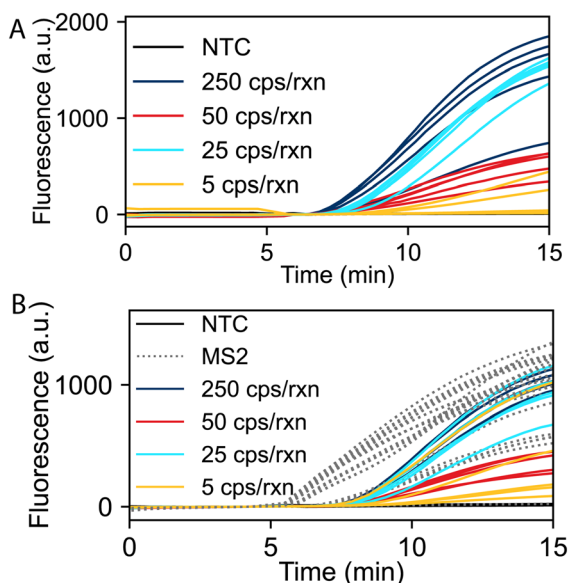 A
Fluorescence (a.u.)
2000
1000
0
NTC
250 cps/rxn
50 cps/rxn
25 cps/rxn
5 cps/rxn
0
5
10
15
Time (min)
B
Fluorescence (a.u.)
1000
0
NTC
MS2
250 cps/rxn
50 cps/rxn
25 cps/rxn
5 cps/rxn
0
5
10
15
Time (min)